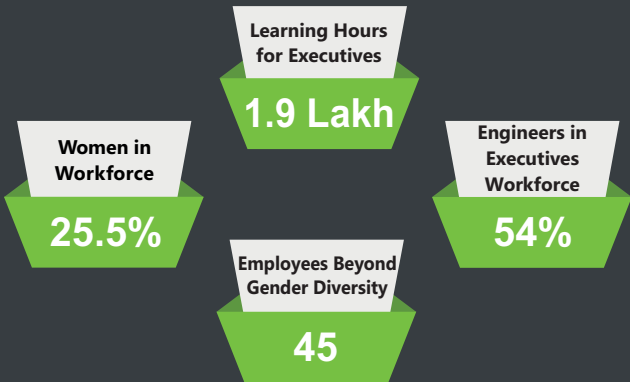 Learning Hours
for Executives
1.9 Lakh
Women in
Workforce
25.5%
Engineers in
Executives
Workforce
54%
Employees Beyond
Gender Diversity
45